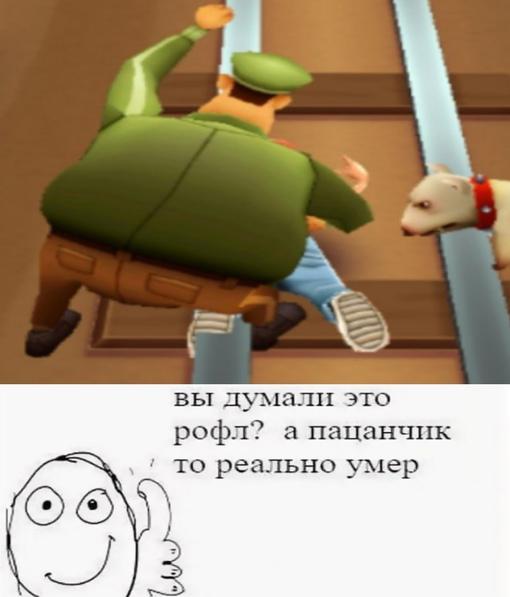 вы думали это
рофл? а пацанчик
то реально умер